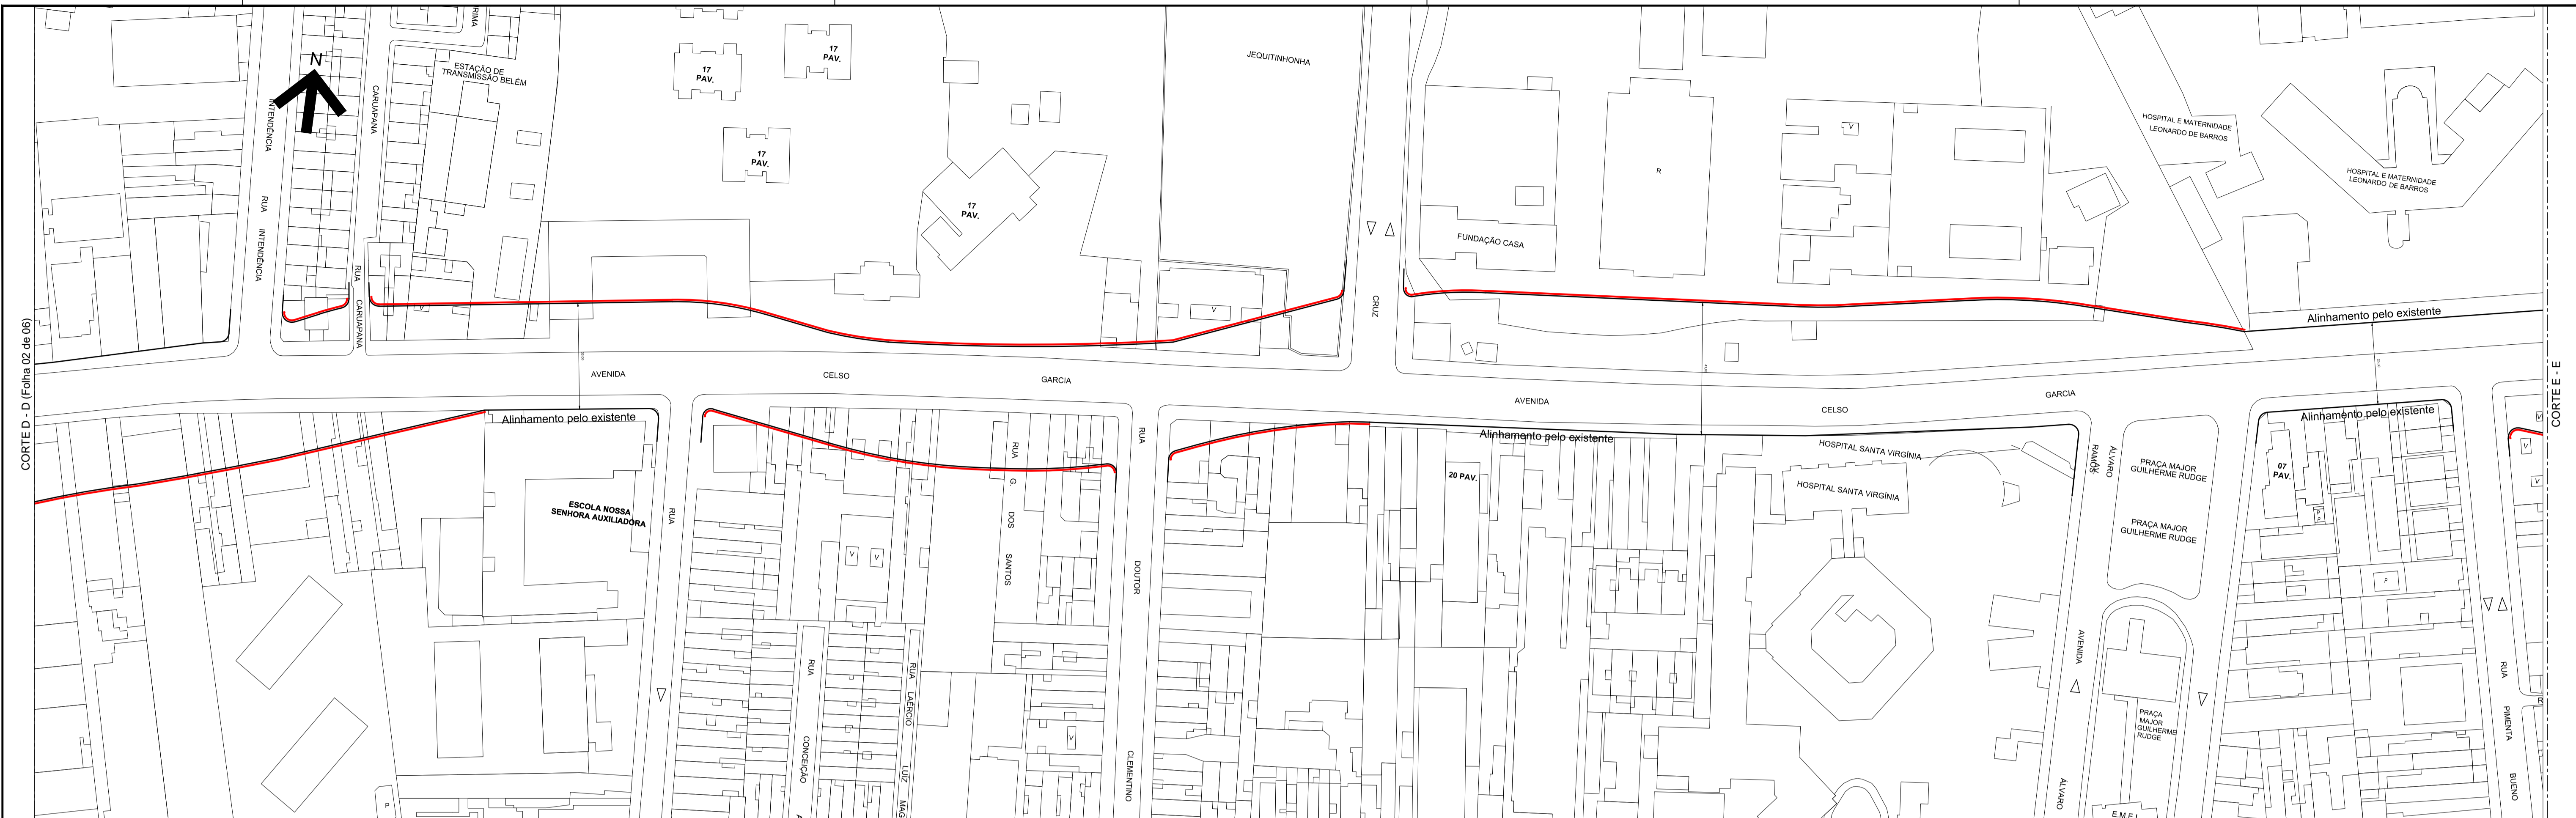 RIMA
N
ESTAÇÃO DE
TRANSMISSÃO BELÉM
17
PAV.
17
PAV.
17
PAV.
17
PAV.
JEQUITINHONHA
INTENDÊNCIA
RUA
INTENDÊNCIA
CARUAPANA
RUA
CARUAPANA
V
V
CRUZ
FUNDAÇÃO CASA
R
V
HOSPITAL E MATERNIDADE
LEONARDO DE BARROS
HOSPITAL E MATERNIDADE
LEONARDO DE BARROS
Alinhamento pelo existente
CORTE D - D (Folha 02 de 06)
CORTE E - E
AVENIDA
CELSO
GARCIA
AVENIDA
CELSO
GARCIA
Alinhamento pelo existente
Alinhamento pelo existente
Alinhamento pelo existente
ESCOLA NOSSA
SENHORA AUXILIADORA
RUA
RUA
G.
DOS
SANTOS
V
V
RUA
DOUTOR
CLEMENTINO
20 PAV.
HOSPITAL SANTA VIRGÍNIA
HOSPITAL SANTA VIRGÍNIA
ÁLVARO
RAMOS
PRAÇA MAJOR
GUILHERME RUDGE
PRAÇA MAJOR
GUILHERME RUDGE
07
PAV.
P
P
P
V
V
V
RUA
CONCEIÇÃO
RUA
LAÉRCIO
LUÍZ
MAG
V
P
AVENIDA
ÁLVARO
PRAÇA
MAJOR
GUILHERME
RUDGE
E.M.E.I.
RUA
PIMENTA
BUENO
R